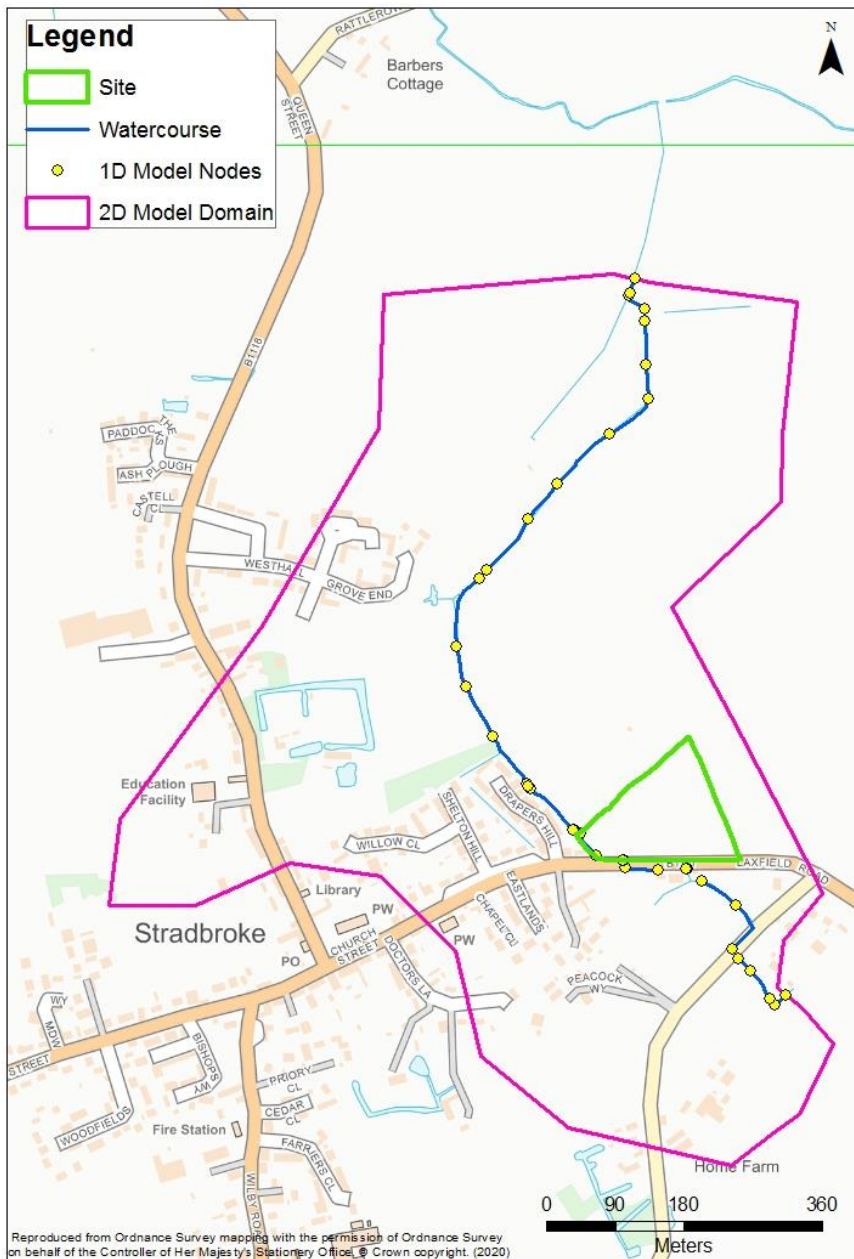 Legend
Site
Watercourse
1D Model Nodes
2D Model Domain
N
RATTLEROW
Barbers
Cottage
QUEEN
STREET
B1118
THE
PADDOCKS
ASH PLOUGH
CASTELL
CL
WESTHALL
GROVE END
Education
Facility
DRAPERS HILL
SHELTON HILL
WILLOW CL
LAXFIELD ROAD
EASTLANDS
CHAPEL CL
Library
PW
Stradbroke
CHURCH
STREET
PW
PO
DOCTORS LA
PEACOCK
WY
WY
MDW
STREET
BISHOPS
WY
WOODFIELDS
PRIORY
CL
CEDAR
CL
Fire Station
FARRIERS CL
WILBY ROAD
Home Farm
0 90 180 360
Meters
Reproduced from Ordnance Survey mapping with the permission of Ordnance Survey
on behalf of the Controller of Her Majesty's Stationery Office. © Crown copyright. (2020)